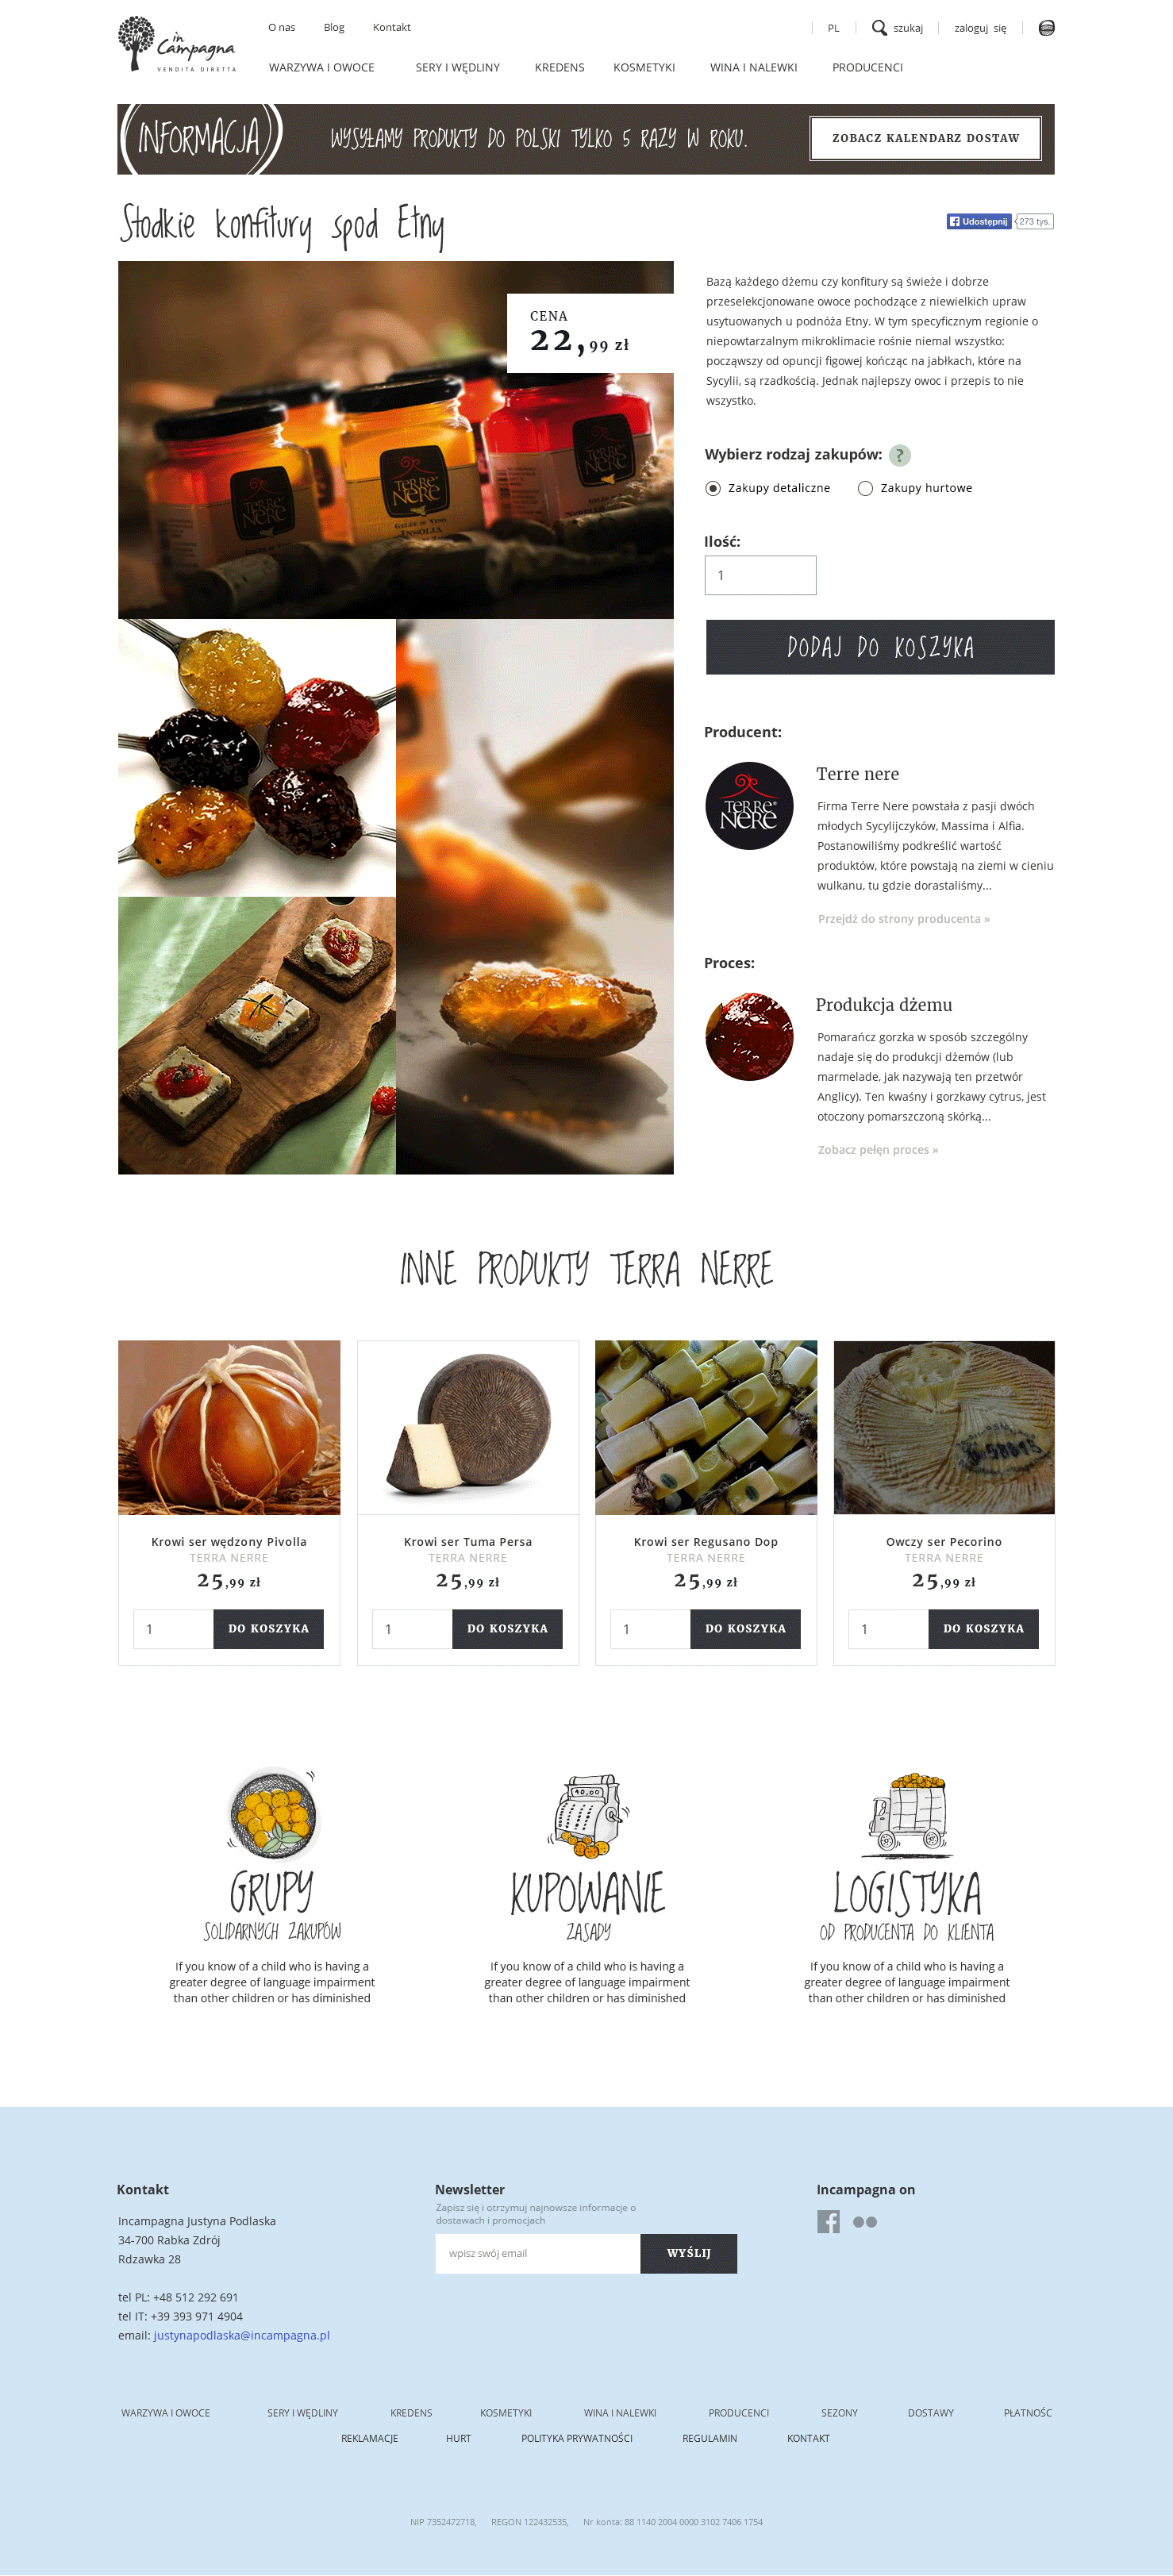 in
Campagna
VENDITA DIRETTA
O nas Blog Kontakt
PL szukaj zaloguj się
WARZYWA I OWOCE SERY I WĘDLINY KREDENS KOSMETYKI WINA I NALEWKI PRODUCENCI
INFORMACJA WYSYŁAMY PRODUKTY DO POLSKI TYLKO 5 RAZY W ROKU. ZOBACZ KALENDARZ DOSTAW
Słodkie konfitury spod Etny
Udostępnij 273 tys.
CENA
22,99 zł
TERRE
NERE
TERRE
NERE
GELÉE DI VINO
INSOLIA
TERRE
NERE
Bazą każdego dżemu czy konfitury są świeże i dobrze
przeselekcjonowane owoce pochodzące z niewielkich upraw
usytuowanych u podnóża Etny. W tym specyficznym regionie o
niepowtarzalnym mikroklimacie rośnie niemal wszystko:
począwszy od opuncji figowej kończąc na jabłkach, które na
Sycylii, są rzadkością. Jednak najlepszy owoc i przepis to nie
wszystko.
Wybierz rodzaj zakupów: ?
Zakupy detaliczne Zakupy hurtowe
Ilość:
1
DODAJ DO KOSZYKA
Producent:
TERRE
NERE
Terre nere
Firma Terre Nere powstała z pasji dwóch
młodych Sycylijczyków, Massima i Alfia.
Postanowiliśmy podkreślić wartość
produktów, które powstają na ziemi w cieniu
wulkanu, tu gdzie dorastaliśmy...
Przejdź do strony producenta »
Proces:
Produkcja dżemu
Pomarańcz gorzka w sposób szczególny
nadaje się do produkcji dżemów (lub
marmelade, jak nazywają ten przetwór
Anglicy). Ten kwaśny i gorzkawy cytrus, jest
otoczony pomarszczoną skórką...
Zobacz pełęn proces »
INNE PRODUKTY TERRA NERRE
Krowi ser wędzony Pivolla
TERRA NERRE
25,99 zł
1 DO KOSZYKA
Krowi ser Tuma Persa
TERRA NERRE
25,99 zł
1 DO KOSZYKA
Krowi ser Regusano Dop
TERRA NERRE
25,99 zł
1 DO KOSZYKA
Owczy ser Pecorino
TERRA NERRE
25,99 zł
1 DO KOSZYKA
GRUPY
SOLIDARNYCH ZAKUPÓW
If you know of a child who is having a
greater degree of language impairment
than other children or has diminished
KUPOWANIE
ZASADY
If you know of a child who is having a
greater degree of language impairment
than other children or has diminished
LOGISTYKA
OD PRODUCENTA DO KLIENTA
If you know of a child who is having a
greater degree of language impairment
than other children or has diminished
Kontakt
Incampagna Justyna Podlaska
34-700 Rabka Zdrój
Rdzawka 28
tel PL: +48 512 292 691
tel IT: +39 393 971 4904
email: justynapodlaska@incampagna.pl
Newsletter
Zapisz się i otrzymuj najnowsze informacje o
dostawach i promocjach
wpisz swój email WYŚLIJ
Incampagna on
WARZYWA I OWOCE SERY I WĘDLINY KREDENS KOSMETYKI WINA I NALEWKI PRODUCENCI SEZONY DOSTAWY PŁATNOŚC
REKLAMACJE HURT POLITYKA PRYWATNOŚCI REGULAMIN KONTAKT
NIP 7352472718, REGON 122432535, Nr konta: 88 1140 2004 0000 3102 7406 1754